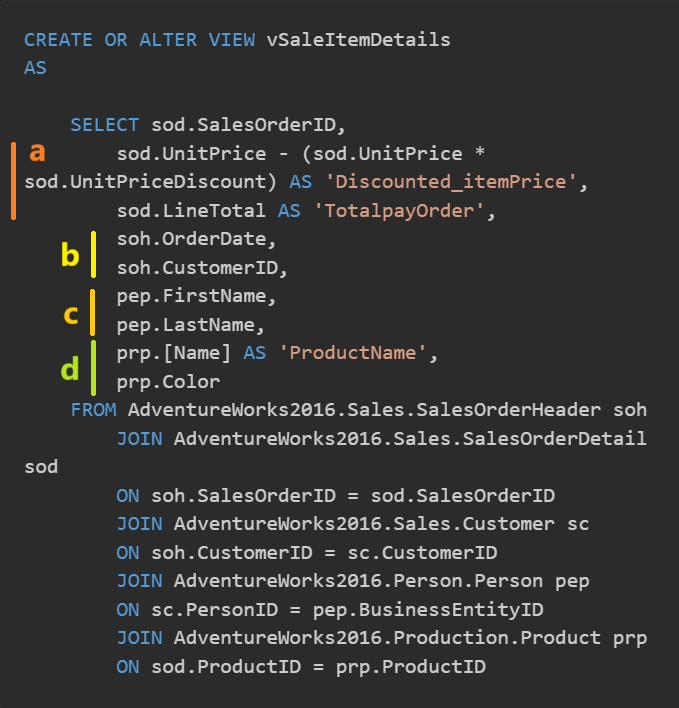 CREATE OR ALTER VIEW vSaleItemDetails
AS
SELECT sod.SalesOrderID,
a sod.UnitPrice - (sod.UnitPrice *
sod.UnitPriceDiscount) AS 'Discounted_itemPrice',
sod.LineTotal AS 'TotalpayOrder',
soh.OrderDate,
b
soh.CustomerID,
pep.FirstName,
c
pep.LastName,
prp.[Name] AS 'ProductName',
d
prp.Color
FROM AdventureWorks2016.Sales.SalesOrderHeader soh
JOIN AdventureWorks2016.Sales.SalesOrderDetail
sod
ON soh.SalesOrderID = sod.SalesOrderID
JOIN AdventureWorks2016.Sales.Customer sc
ON soh.CustomerID = sc.CustomerID
JOIN AdventureWorks2016.Person.Person pep
ON sc.PersonID = pep.BusinessEntityID
JOIN AdventureWorks2016.Production.Product prp
ON sod.ProductID = prp.ProductID